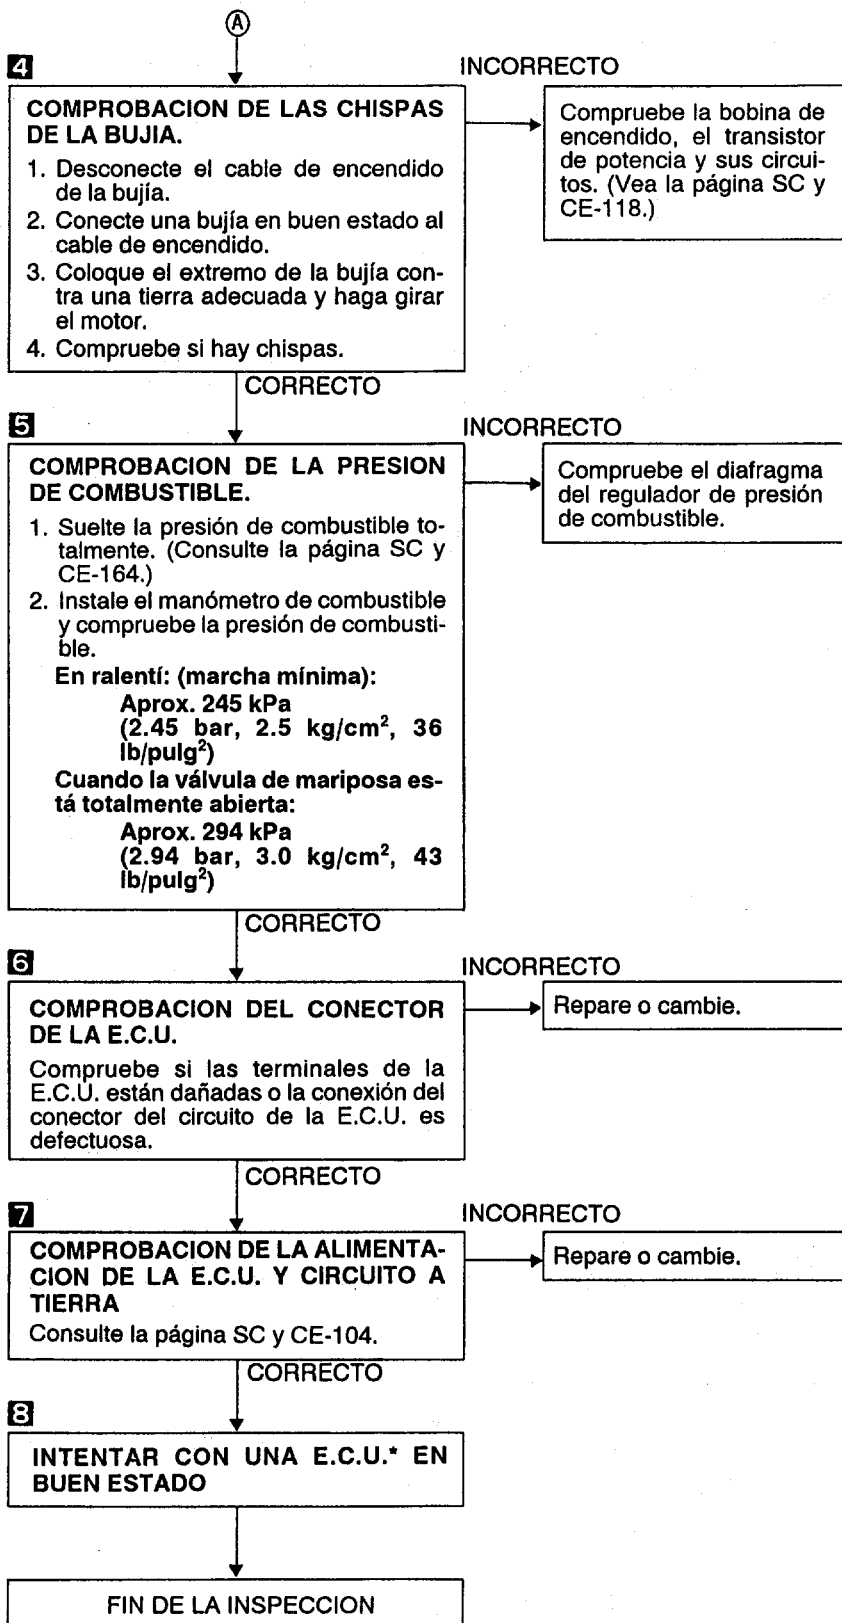 A
4
INCORRECTO
COMPROBACION DE LAS CHISPAS
DE LA BUJIA.
1. Desconecte el cable de encendido
de la bujía.
2. Conecte una bujía en buen estado al
cable de encendido.
3. Coloque el extremo de la bujía con-
tra una tierra adecuada y haga girar
el motor.
4. Compruebe si hay chispas.
Compruebe la bobina de
encendido, el transistor
de potencia y sus circui-
tos. (Vea la página SC y
CE-118.)
CORRECTO
5
INCORRECTO
COMPROBACION DE LA PRESION
DE COMBUSTIBLE.
1. Suelte la presión de combustible to-
talmente. (Consulte la página SC y
CE-164.)
2. Instale el manómetro de combustible
y compruebe la presión de combusti-
ble.
En ralentí: (marcha mínima):
Aprox. 245 kPa
(2.45 bar, 2.5 kg/cm², 36
lb/pulg²)
Cuando la válvula de mariposa es-
tá totalmente abierta:
Aprox. 294 kPa
(2.94 bar, 3.0 kg/cm², 43
lb/pulg²)
Compruebe el diafragma
del regulador de presión
de combustible.
CORRECTO
6
INCORRECTO
COMPROBACION DEL CONECTOR
DE LA E.C.U.
Compruebe si las terminales de la
E.C.U. están dañadas o la conexión del
conector del circuito de la E.C.U. es
defectuosa.
Repare o cambie.
CORRECTO
7
INCORRECTO
COMPROBACION DE LA ALIMENTA-
CION DE LA E.C.U. Y CIRCUITO A
TIERRA
Consulte la página SC y CE-104.
Repare o cambie.
CORRECTO
8
INTENTAR CON UNA E.C.U.* EN
BUEN ESTADO
FIN DE LA INSPECCION